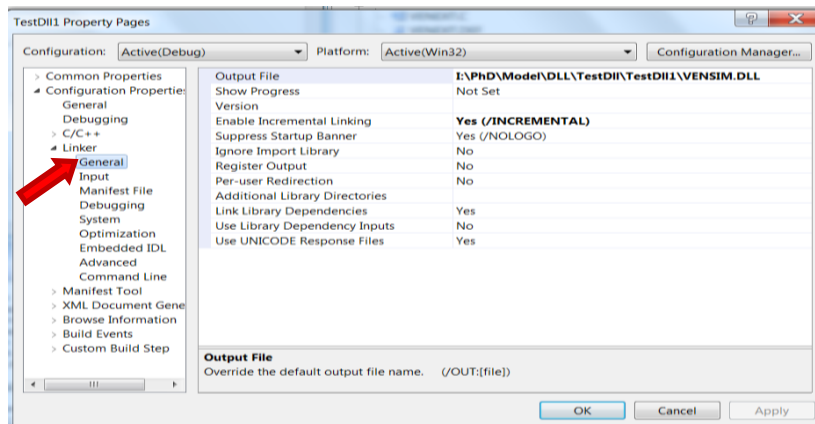 TestDll1 Property Pages
Configuration: Active(Debug) Platform: Active(Win32) Configuration Manager...
Common Properties
Configuration Propertie
General
Debugging
C/C++
Linker
General
Input
Manifest File
Debugging
System
Optimization
Embedded IDL
Advanced
Command Line
Manifest Tool
XML Document Gene
Browse Information
Build Events
Custom Build Step
Output File I:\PhD\Model\DLL\TestDll\TestDll1\VENSIM.DLL
Show Progress Not Set
Version
Enable Incremental Linking Yes (/INCREMENTAL)
Suppress Startup Banner Yes (/NOLOGO)
Ignore Import Library No
Register Output No
Per-user Redirection No
Additional Library Directories
Link Library Dependencies Yes
Use Library Dependency Inputs No
Use UNICODE Response Files Yes
Output File
Override the default output file name. (/OUT:[file])
OK Cancel Apply